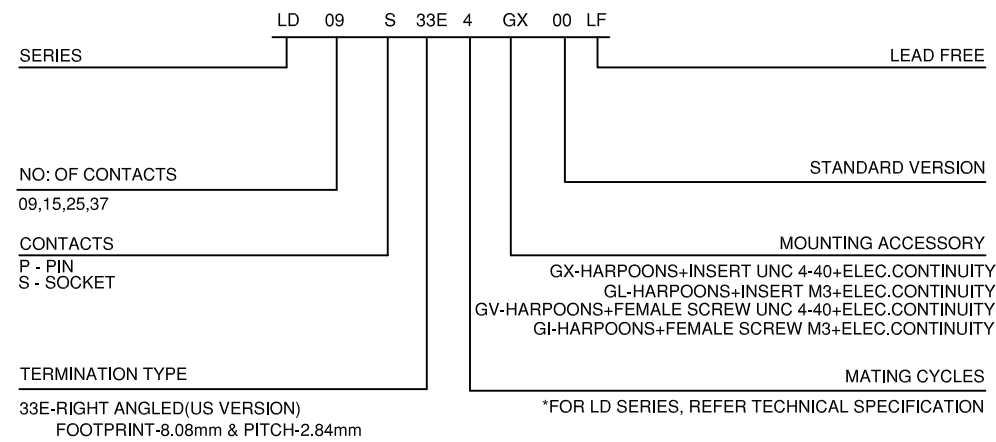 LD 09 S 33E 4 GX 00 LF
SERIES
LEAD FREE
NO: OF CONTACTS
09,15,25,37
STANDARD VERSION
CONTACTS
P - PIN
S - SOCKET
MOUNTING ACCESSORY
GX-HARPOONS+INSERT UNC 4-40+ELEC.CONTINUITY
GL-HARPOONS+INSERT M3+ELEC.CONTINUITY
GV-HARPOONS+FEMALE SCREW UNC 4-40+ELEC.CONTINUITY
GI-HARPOONS+FEMALE SCREW M3+ELEC.CONTINUITY
TERMINATION TYPE
33E-RIGHT ANGLED(US VERSION)
FOOTPRINT-8.08mm & PITCH-2.84mm
MATING CYCLES
*FOR LD SERIES, REFER TECHNICAL SPECIFICATION